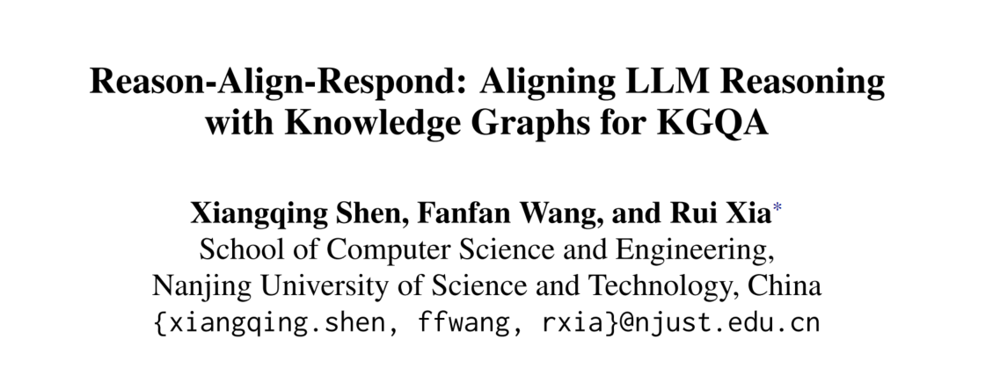 Reason-Align-Respond: Aligning LLM Reasoning
with Knowledge Graphs for KGQA
Xiangqing Shen, Fanfan Wang, and Rui Xia*
School of Computer Science and Engineering,
Nanjing University of Science and Technology, China
{xiangqing.shen, ffwang, rxia}@njust.edu.cn